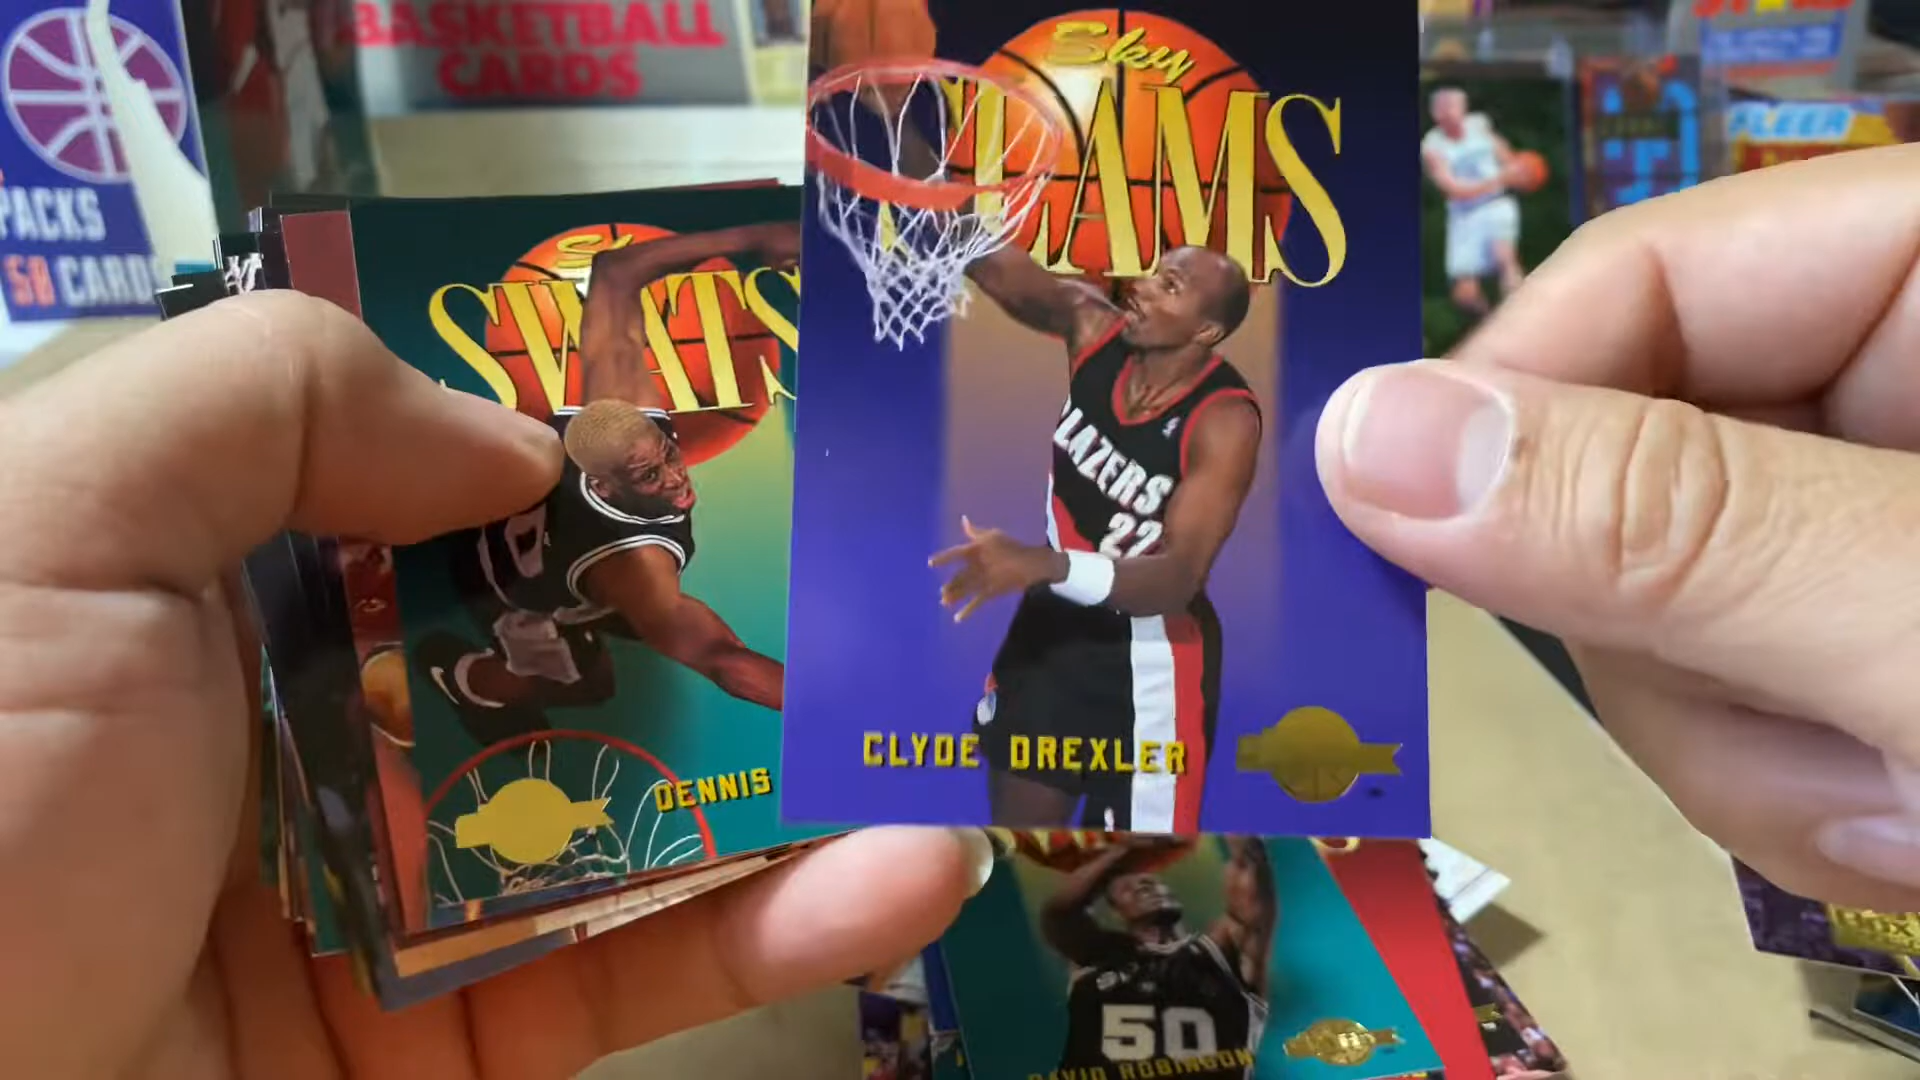 BASKETBALL
CARDS
PACKS
50 CARDS
FLEER
Sky
SLAMS
SWATS
BLAZERS
22
CLYDE DREXLER
DENNIS
50
DAVID ROBINSON